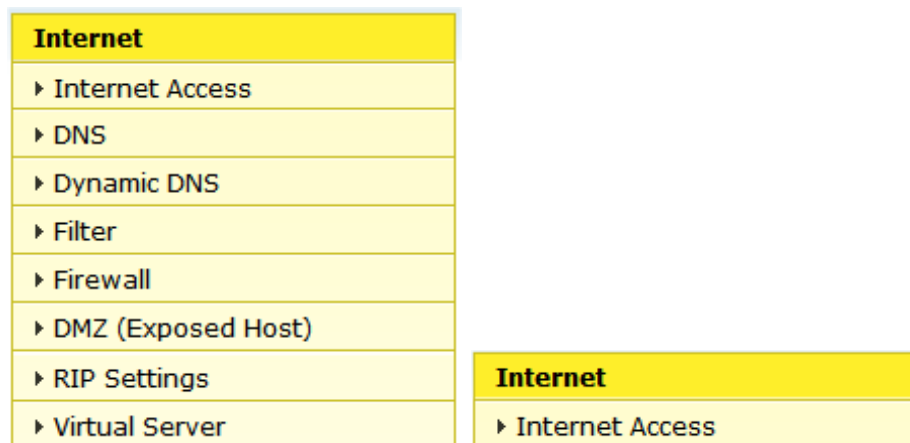 Internet
Internet Access
DNS
Dynamic DNS
Filter
Firewall
DMZ (Exposed Host)
RIP Settings
Virtual Server
Internet
Internet Access